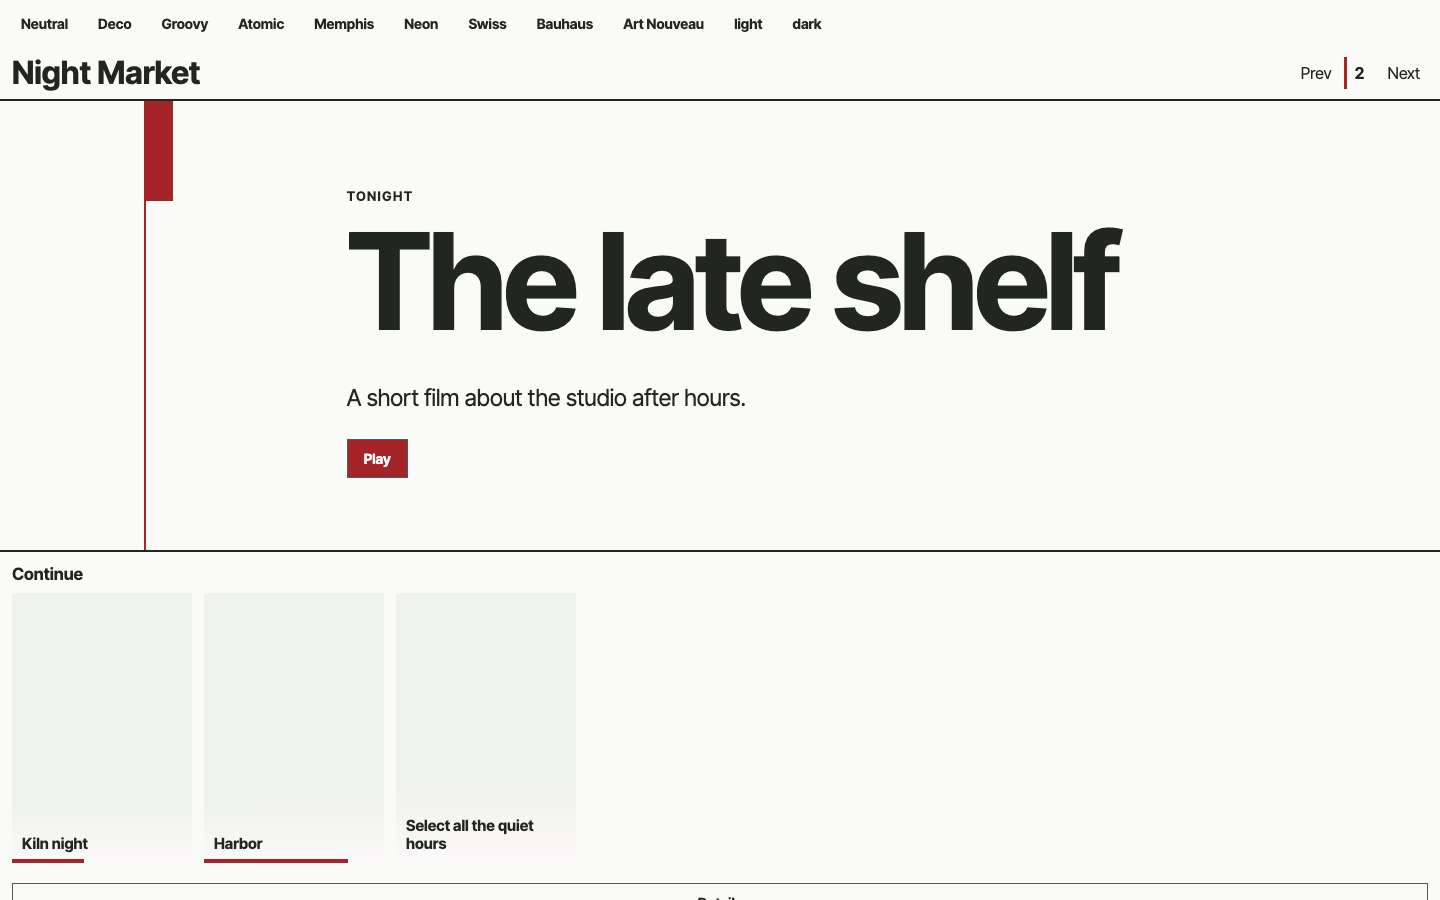 Neutral Deco Groovy Atomic Memphis Neon Swiss Bauhaus Art Nouveau light dark
Night Market
Prev 2 Next
TONIGHT
The late shelf
A short film about the studio after hours.
Play
Continue
Kiln night
Harbor
Select all the quiet
hours